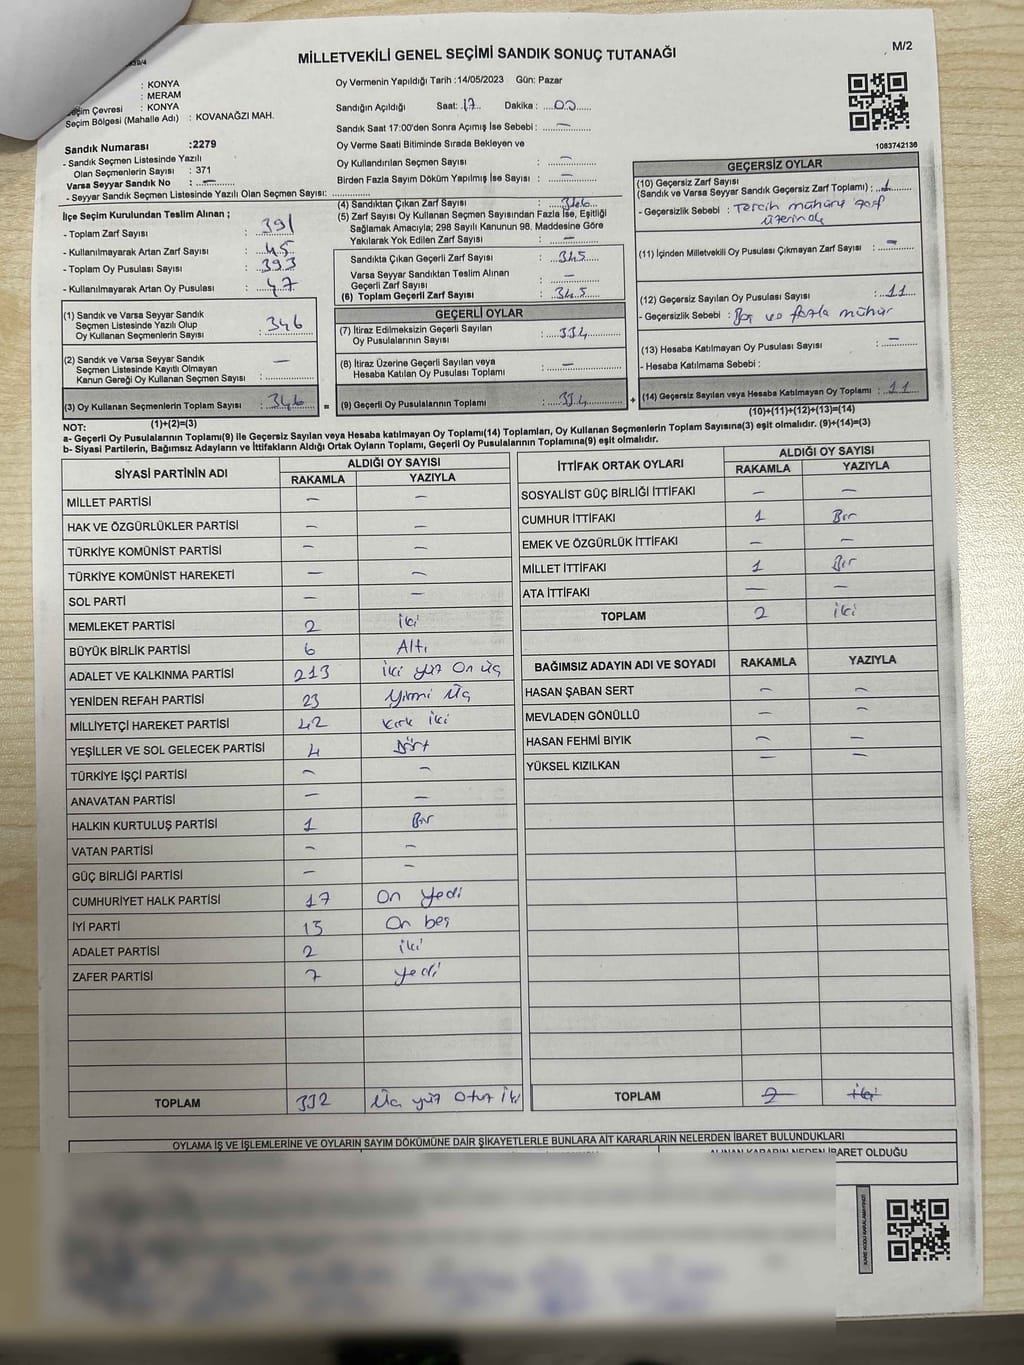 MİLLETVEKİLİ GENEL SEÇİMİ SANDIK SONUÇ TUTANAĞI
M/2
: KONYA
: MERAM
Seçim Çevresi : KONYA
Seçim Bölgesi (Mahalle Adı) : KOVANAĞZI MAH.
Sandık Numarası :2279
- Sandık Seçmen Listesinde Yazılı
Olan Seçmenlerin Sayısı : 371
Varsa Seyyar Sandık No : –
- Seyyar Sandık Seçmen Listesinde Yazılı Olan Seçmen Sayısı: ............
İlçe Seçim Kurulundan Teslim Alınan ;
- Toplam Zarf Sayısı : 391
- Kullanılmayarak Artan Zarf Sayısı : 45
- Toplam Oy Pusulası Sayısı : 393
- Kullanılmayarak Artan Oy Pusulası : 47
(1) Sandık ve Varsa Seyyar Sandık
Seçmen Listesinde Yazılı Olup
Oy Kullanan Seçmenlerin Sayısı : 346
(2) Sandık ve Varsa Seyyar Sandık
Seçmen Listesinde Kayıtlı Olmayan
Kanun Gereği Oy Kullanan Seçmen Sayısı : –
(3) Oy Kullanan Seçmenlerin Toplam Sayısı : 346
(1)+(2)=(3)
Oy Vermenin Yapıldığı Tarih :14/05/2023 Gün: Pazar
Sandığın Açıldığı Saat: 17 Dakika : 00
Sandık Saat 17:00'den Sonra Açımış İse Sebebi : –
Oy Verme Saati Bitiminde Sırada Bekleyen ve
Oy Kullandırılan Seçmen Sayısı : –
Birden Fazla Sayım Döküm Yapılmış İse Sayısı : –
(4) Sandıktan Çıkan Zarf Sayısı : 346
(5) Zarf Sayısı Oy Kullanan Seçmen Sayısından Fazla İse, Eşitliği
Sağlamak Amacıyla; 298 Sayılı Kanunun 98. Maddesine Göre
Yakılarak Yok Edilen Zarf Sayısı : –
Sandıkta Çıkan Geçerli Zarf Sayısı : 345
Varsa Seyyar Sandıktan Teslim Alınan
Geçerli Zarf Sayısı : –
(6) Toplam Geçerli Zarf Sayısı : 345
GEÇERLİ OYLAR
(7) İtiraz Edilmeksizin Geçerli Sayılan
Oy Pusulalarının Sayısı : 334
(8) İtiraz Üzerine Geçerli Sayılan veya
Hesaba Katılan Oy Pusulası Toplamı : –
= (9) Geçerli Oy Pusulalarının Toplamı : 334 +
1083742136
GEÇERSİZ OYLAR
(10) Geçersiz Zarf Sayısı
(Sandık ve Varsa Seyyar Sandık Geçersiz Zarf Toplamı) : 1
- Geçersizlik Sebebi : Tercih mühürü zarf
üzerinde
(11) İçinden Milletvekili Oy Pusulası Çıkmayan Zarf Sayısı : –
(12) Geçersiz Sayılan Oy Pusulası Sayısı : 11
- Geçersizlik Sebebi : Boş ve fazla mühür
(13) Hesaba Katılmayan Oy Pusulası Sayısı : –
- Hesaba Katılmama Sebebi :
(14) Geçersiz Sayılan veya Hesaba Katılmayan Oy Toplamı : 11
(10)+(11)+(12)+(13)=(14)
NOT:
a- Geçerli Oy Pusulalarının Toplamı(9) ile Geçersiz Sayılan veya Hesaba katılmayan Oy Toplamı(14) Toplamları, Oy Kullanan Seçmenlerin Toplam Sayısına(3) eşit olmalıdır. (9)+(14)=(3)
b- Siyasi Partilerin, Bağımsız Adayların ve İttifakların Aldığı Ortak Oyların Toplamı, Geçerli Oy Pusulalarının Toplamına(9) eşit olmalıdır.
SİYASİ PARTİNİN ADI ALDIĞI OY SAYISI
RAKAMLA YAZIYLA
MİLLET PARTİSİ – –
HAK VE ÖZGÜRLÜKLER PARTİSİ – –
TÜRKİYE KOMÜNİST PARTİSİ – –
TÜRKİYE KOMÜNİST HAREKETİ – –
SOL PARTİ – –
MEMLEKET PARTİSİ 2 iki
BÜYÜK BİRLİK PARTİSİ 6 Altı
ADALET VE KALKINMA PARTİSİ 213 iki yüz On üç
YENİDEN REFAH PARTİSİ 23 Yirmi Üç
MİLLİYETÇİ HAREKET PARTİSİ 42 Kırk iki
YEŞİLLER VE SOL GELECEK PARTİSİ 4 Dört
TÜRKİYE İŞÇİ PARTİSİ – –
ANAVATAN PARTİSİ – –
HALKIN KURTULUŞ PARTİSİ 1 Bir
VATAN PARTİSİ – –
GÜÇ BİRLİĞİ PARTİSİ – –
CUMHURİYET HALK PARTİSİ 17 On Yedi
İYİ PARTİ 15 On beş
ADALET PARTİSİ 2 iki
ZAFER PARTİSİ 7 Yedi
TOPLAM 332 Üç yüz Otuz İki
İTTİFAK ORTAK OYLARI ALDIĞI OY SAYISI
RAKAMLA YAZIYLA
SOSYALİST GÜÇ BİRLİĞİ İTTİFAKI – –
CUMHUR İTTİFAKI 1 Bir
EMEK VE ÖZGÜRLÜK İTTİFAKI – –
MİLLET İTTİFAKI 1 Bir
ATA İTTİFAKI – –
TOPLAM 2 iki
BAĞIMSIZ ADAYIN ADI VE SOYADI RAKAMLA YAZIYLA
HASAN ŞABAN SERT – –
MEVLADEN GÖNÜLLÜ – –
HASAN FEHMİ BIYIK – –
YÜKSEL KIZILKAN – –
TOPLAM 2 iki
OYLAMA İŞ VE İŞLEMLERİNE VE OYLARIN SAYIM DÖKÜMÜNE DAİR ŞİKAYETLERLE BUNLARA AİT KARARLARIN NELERDEN İBARET BULUNDUKLARI
ALINAN KARARIN NEDEN İBARET OLDUĞU